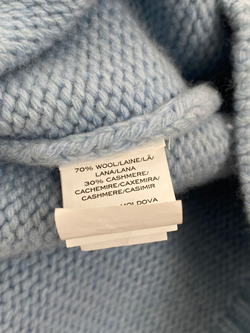 70% WOOL/LAINE/LÃ/
LANA/LANA
30% CASHMERE/
CACHEMIRE/CAXEMIRA/
CASHMERE/CASIMIR
MOLDOVA